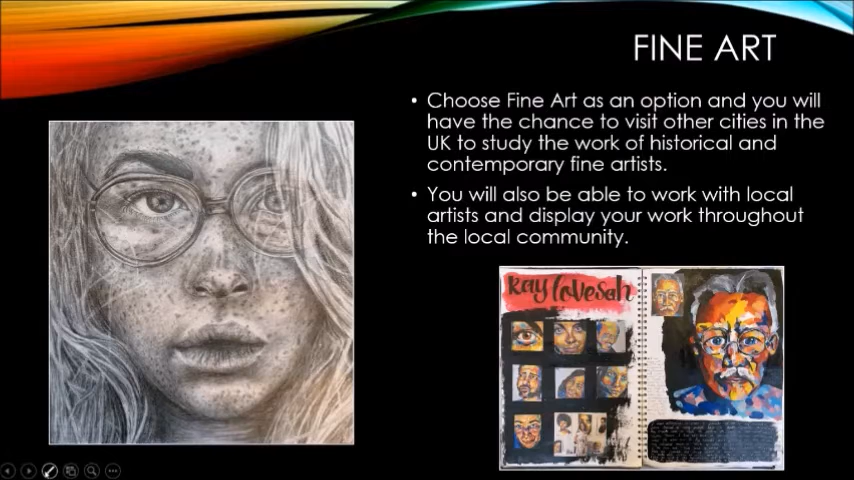 FINE ART
• Choose Fine Art as an option and you will
have the chance to visit other cities in the
UK to study the work of historical and
contemporary fine artists.
• You will also be able to work with local
artists and display your work throughout
the local community.
Ray lovesah